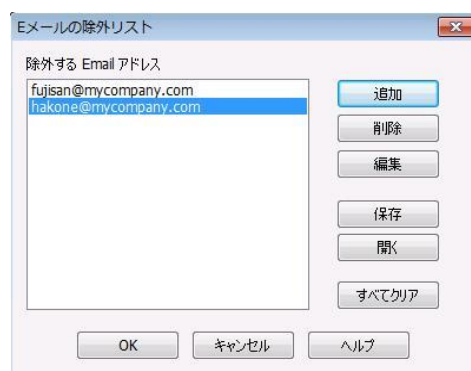 Eメールの除外リスト
除外する Email アドレス
fujisan@mycompany.com
hakone@mycompany.com
追加
削除
編集
保存
開く
すべてクリア
OK
キャンセル
ヘルプ